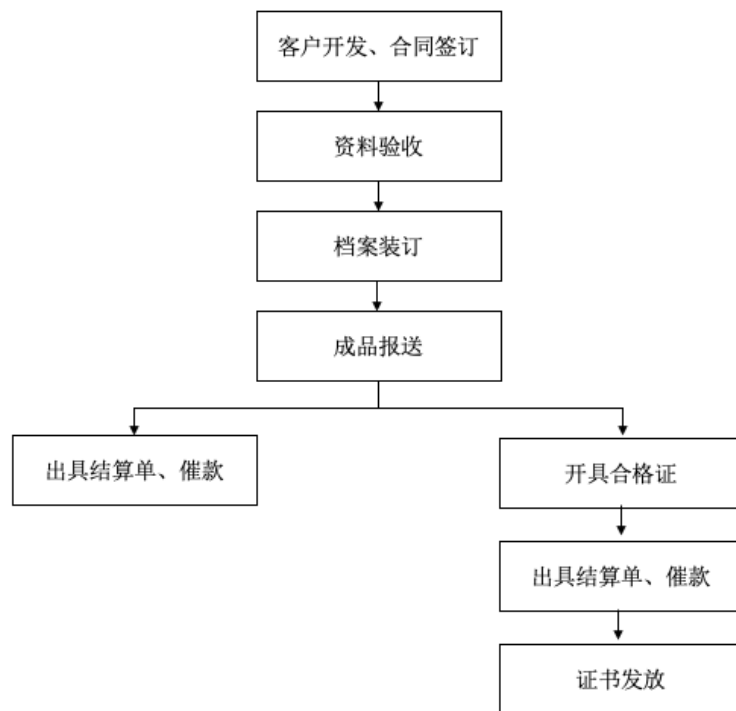 客户开发、合同签订
资料验收
档案装订
成品报送
出具结算单、催款
开具合格证
出具结算单、催款
证书发放